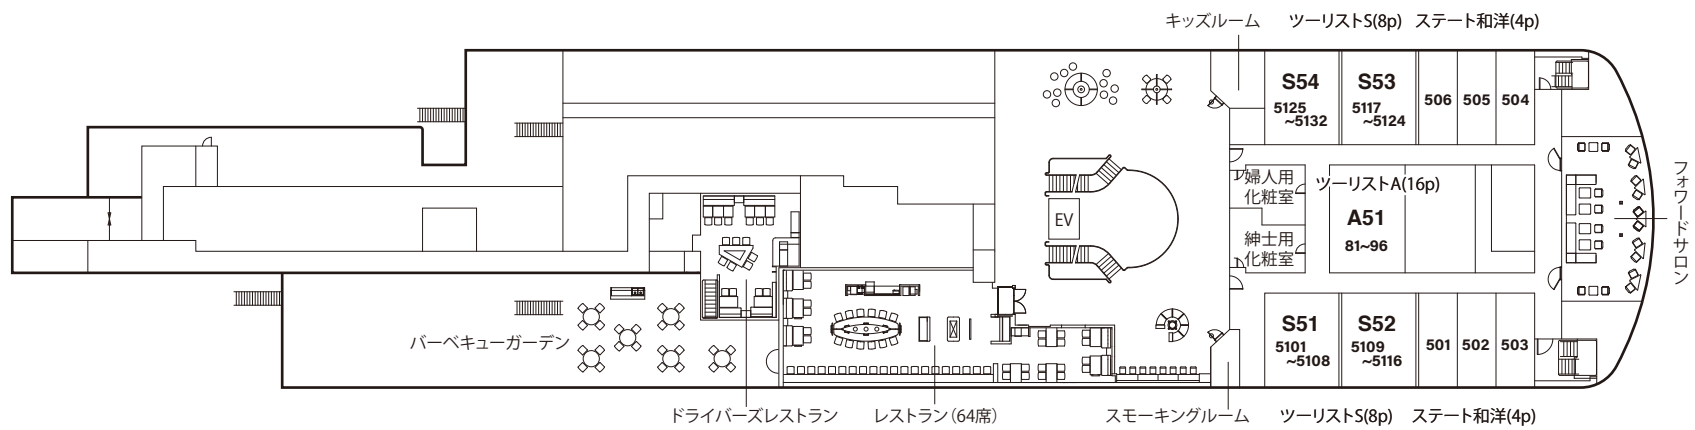 キッズルーム
ツーリストS(8p)
ステート和洋(4p)
S54
5125
~5132
S53
5117
~5124
506
505
504
婦人用
化粧室
ツーリストA(16p)
EV
A51
81~96
紳士用
化粧室
フォワードサロン
バーベキューガーデン
S51
5101
~5108
S52
5109
~5116
501
502
503
ドライバーズレストラン
レストラン(64席)
スモーキングルーム
ツーリストS(8p)
ステート和洋(4p)